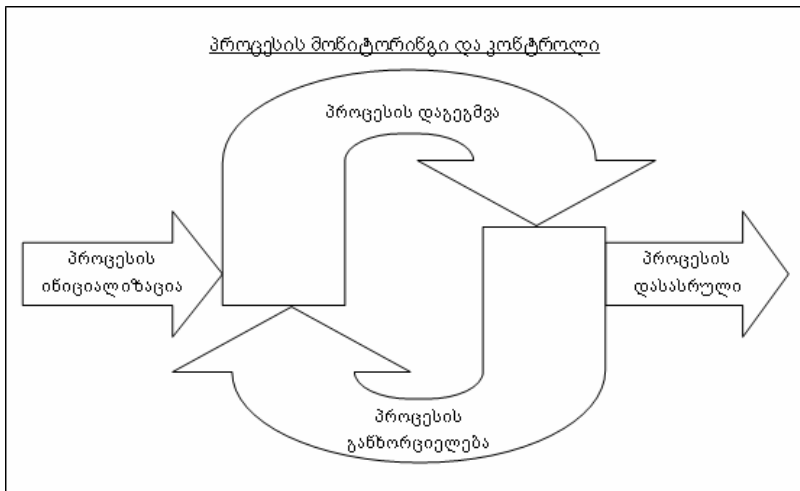 პროცესის მონიტორინგი და კონტროლი
პროცესის დაგეგმვა
პროცესის
ინიციალიზაცია
პროცესის
დასასრული
პროცესის
განხორციელება